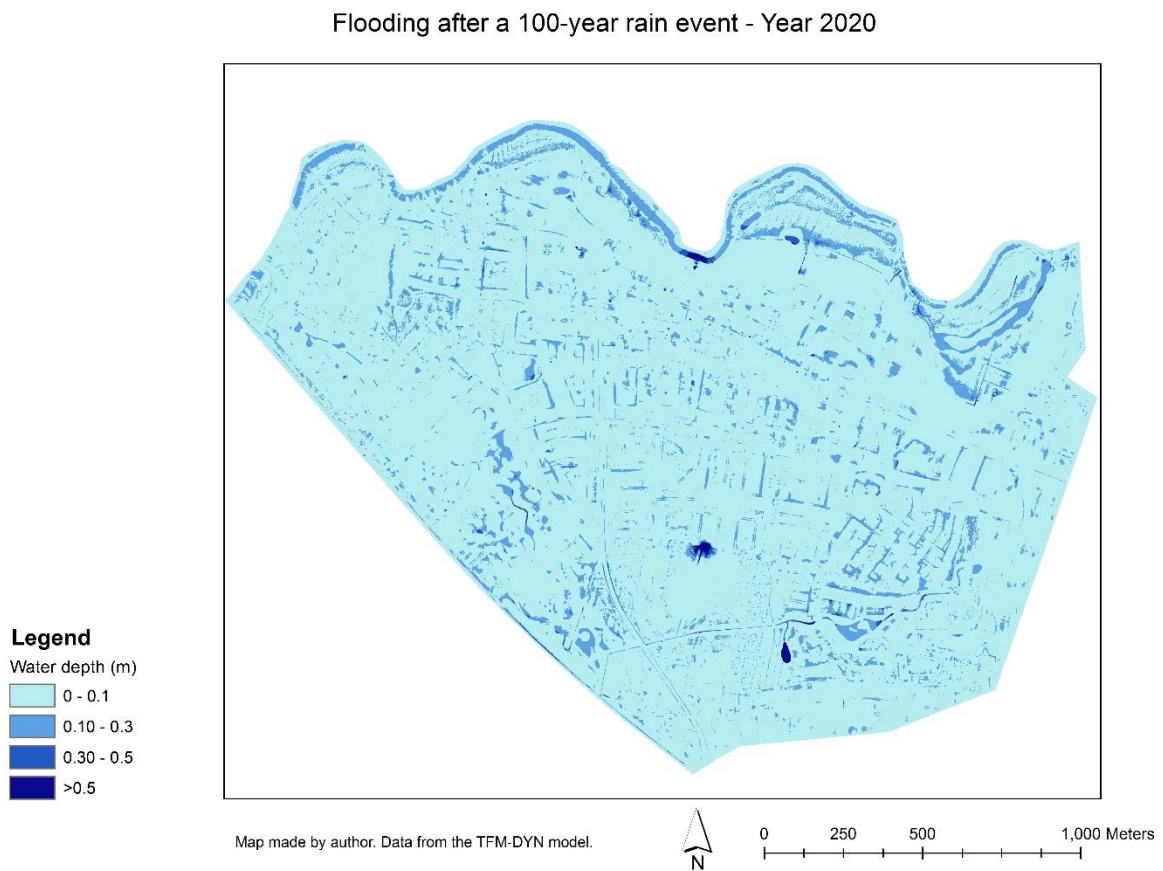 Flooding after a 100-year rain event - Year 2020
Legend
Water depth (m)
0 - 0.1
0.10 - 0.3
0.30 - 0.5
>0.5
Map made by author. Data from the TFM-DYN model.
N
0 250 500 1,000 Meters